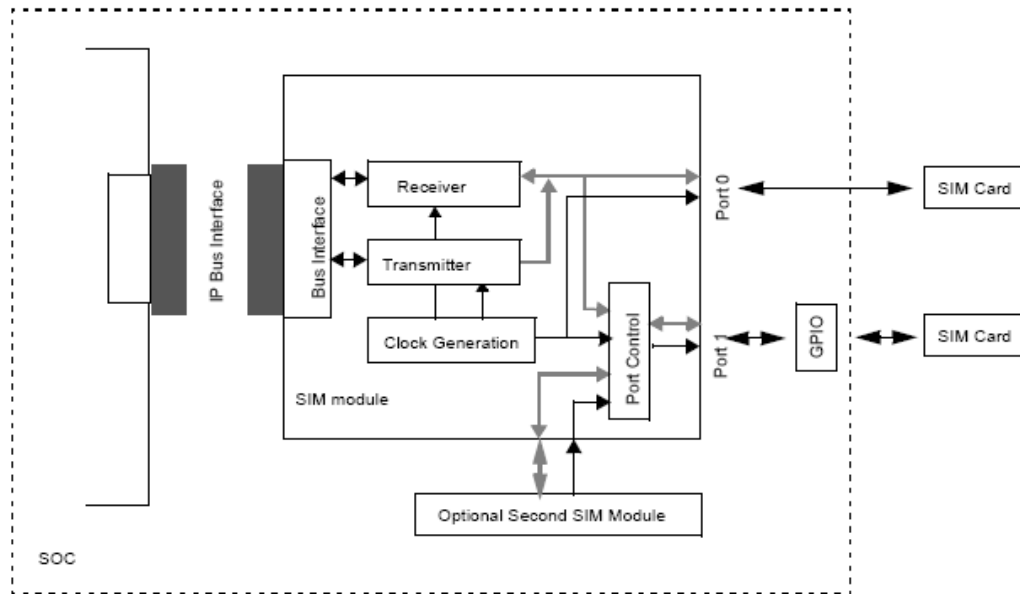 Receiver
Port 0
SIM Card
IP Bus Interface
Bus Interface
Transmitter
Clock Generation
Port Control
Port 1
GPIO
SIM Card
SIM module
Optional Second SIM Module
SOC